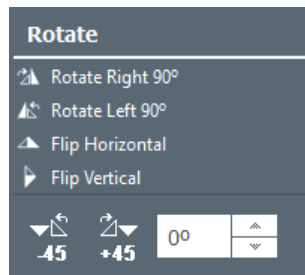 Rotate
Rotate Right 90º
Rotate Left 90º
Flip Horizontal
Flip Vertical
-45 +45 0º